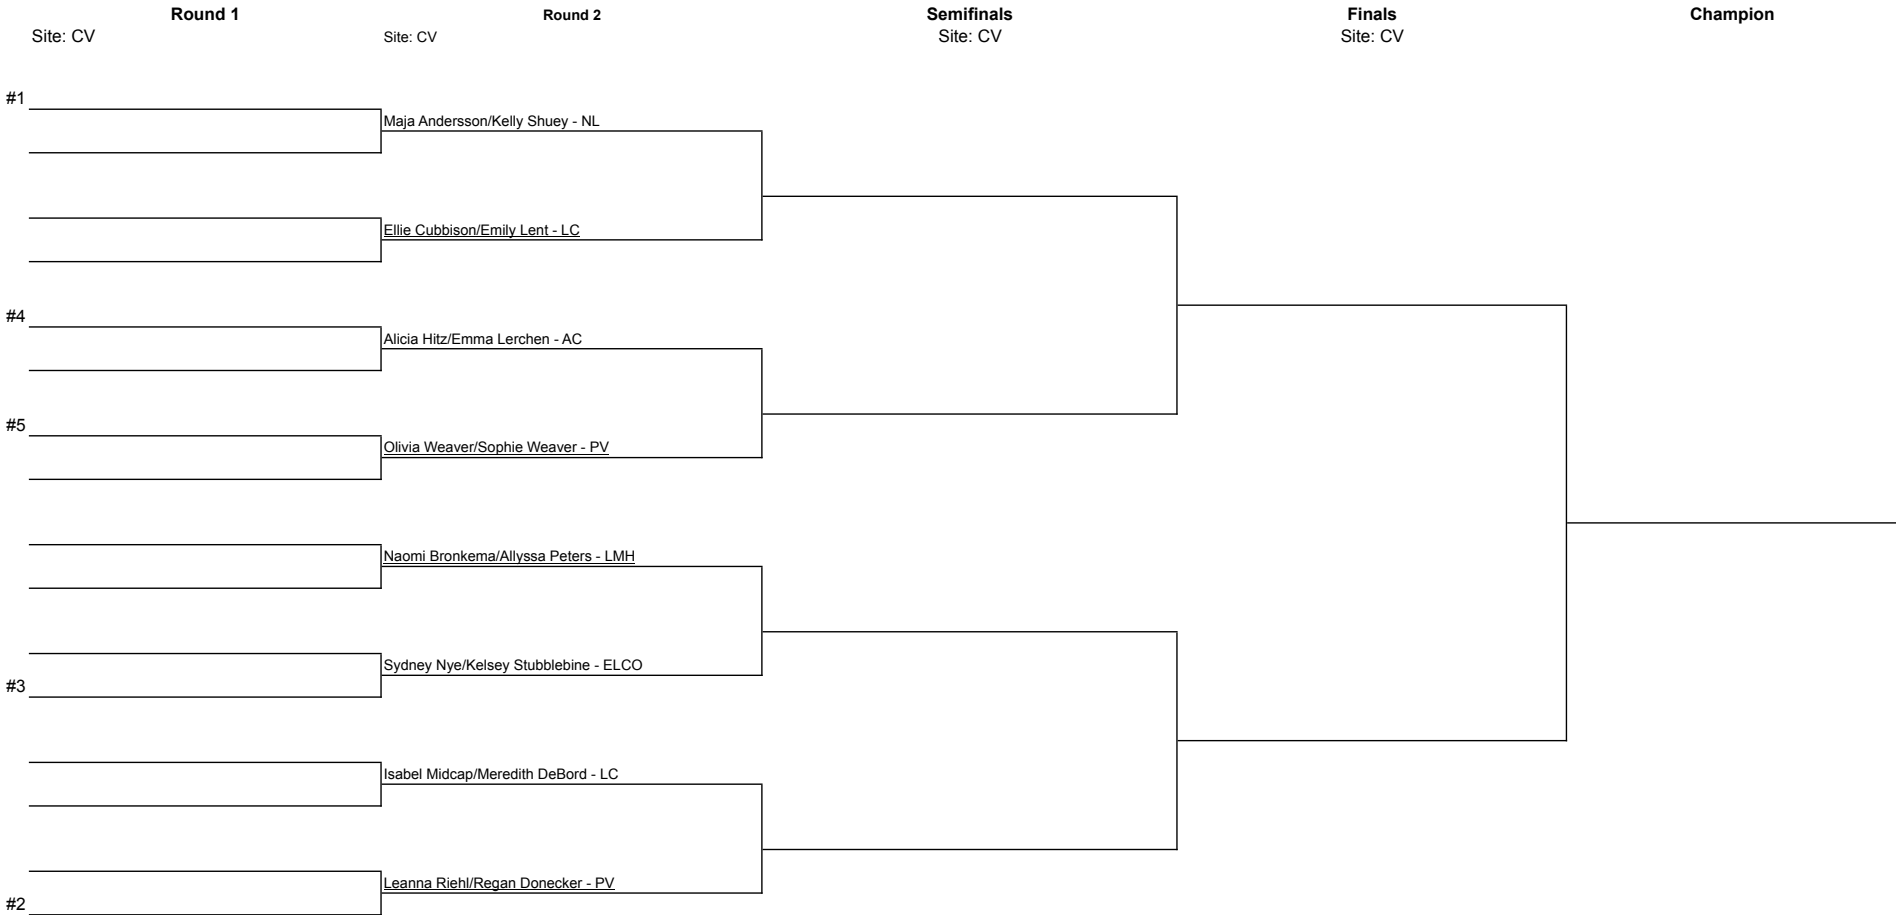 Round 1 Round 2 Semifinals Finals Champion
Site: CV Site: CV Site: CV Site: CV
#1
Maja Andersson/Kelly Shuey - NL
Ellie Cubbison/Emily Lent - LC
#4
Alicia Hitz/Emma Lerchen - AC
#5
Olivia Weaver/Sophie Weaver - PV
Naomi Bronkema/Allyssa Peters - LMH
Sydney Nye/Kelsey Stubblebine - ELCO
#3
Isabel Midcap/Meredith DeBord - LC
Leanna Riehl/Regan Donecker - PV
#2